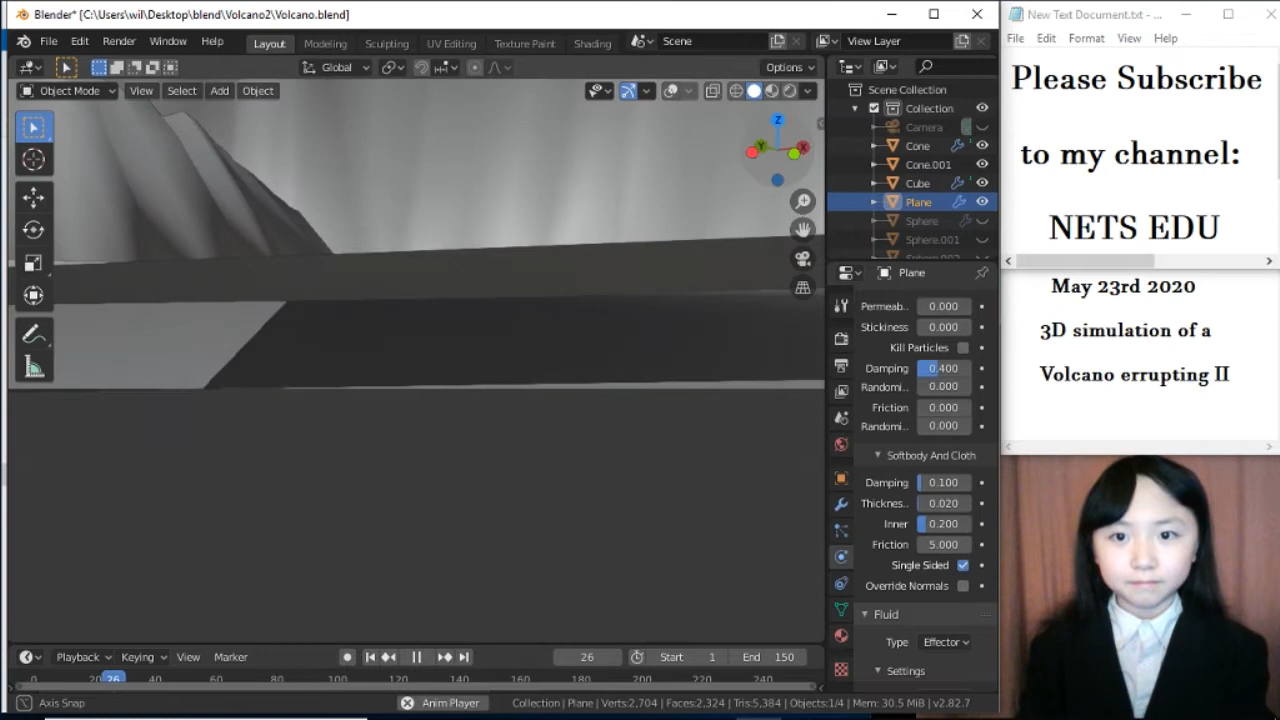 Blender* [C:\Users\wil\Desktop\blend\Volcano2\Volcano.blend]
File Edit Render Window Help Layout Modeling Sculpting UV Editing Texture Paint Shading Scene View Layer
Global Options
Object Mode View Select Add Object
Z
Y X
Scene Collection
Collection
Camera
Cone
Cone.001
Cube
Plane
Sphere
Sphere.001
Plane
Permeab.. 0.000
Stickiness 0.000
Kill Particles
Damping 0.400
Randomi.. 0.000
Friction 0.000
Randomi.. 0.000
Softbody And Cloth
Damping 0.100
Thicknes.. 0.020
Inner 0.200
Friction 5.000
Single Sided
Override Normals
Fluid
Type Effector
Settings
Playback Keying View Marker 26 Start 1 End 150
0 20 26 40 60 80 100 120 140 160 180 200 220 240
Axis Snap Anim Player Collection | Plane | Verts:2,704 | Faces:2,324 | Tris:5,384 | Objects:1/4 | Mem: 30.5 MiB | v2.82.7
New Text Document.txt - ...
File Edit Format View Help
Please Subscribe
to my channel:
NETS EDU
May 23rd 2020
3D simulation of a
Volcano errupting II